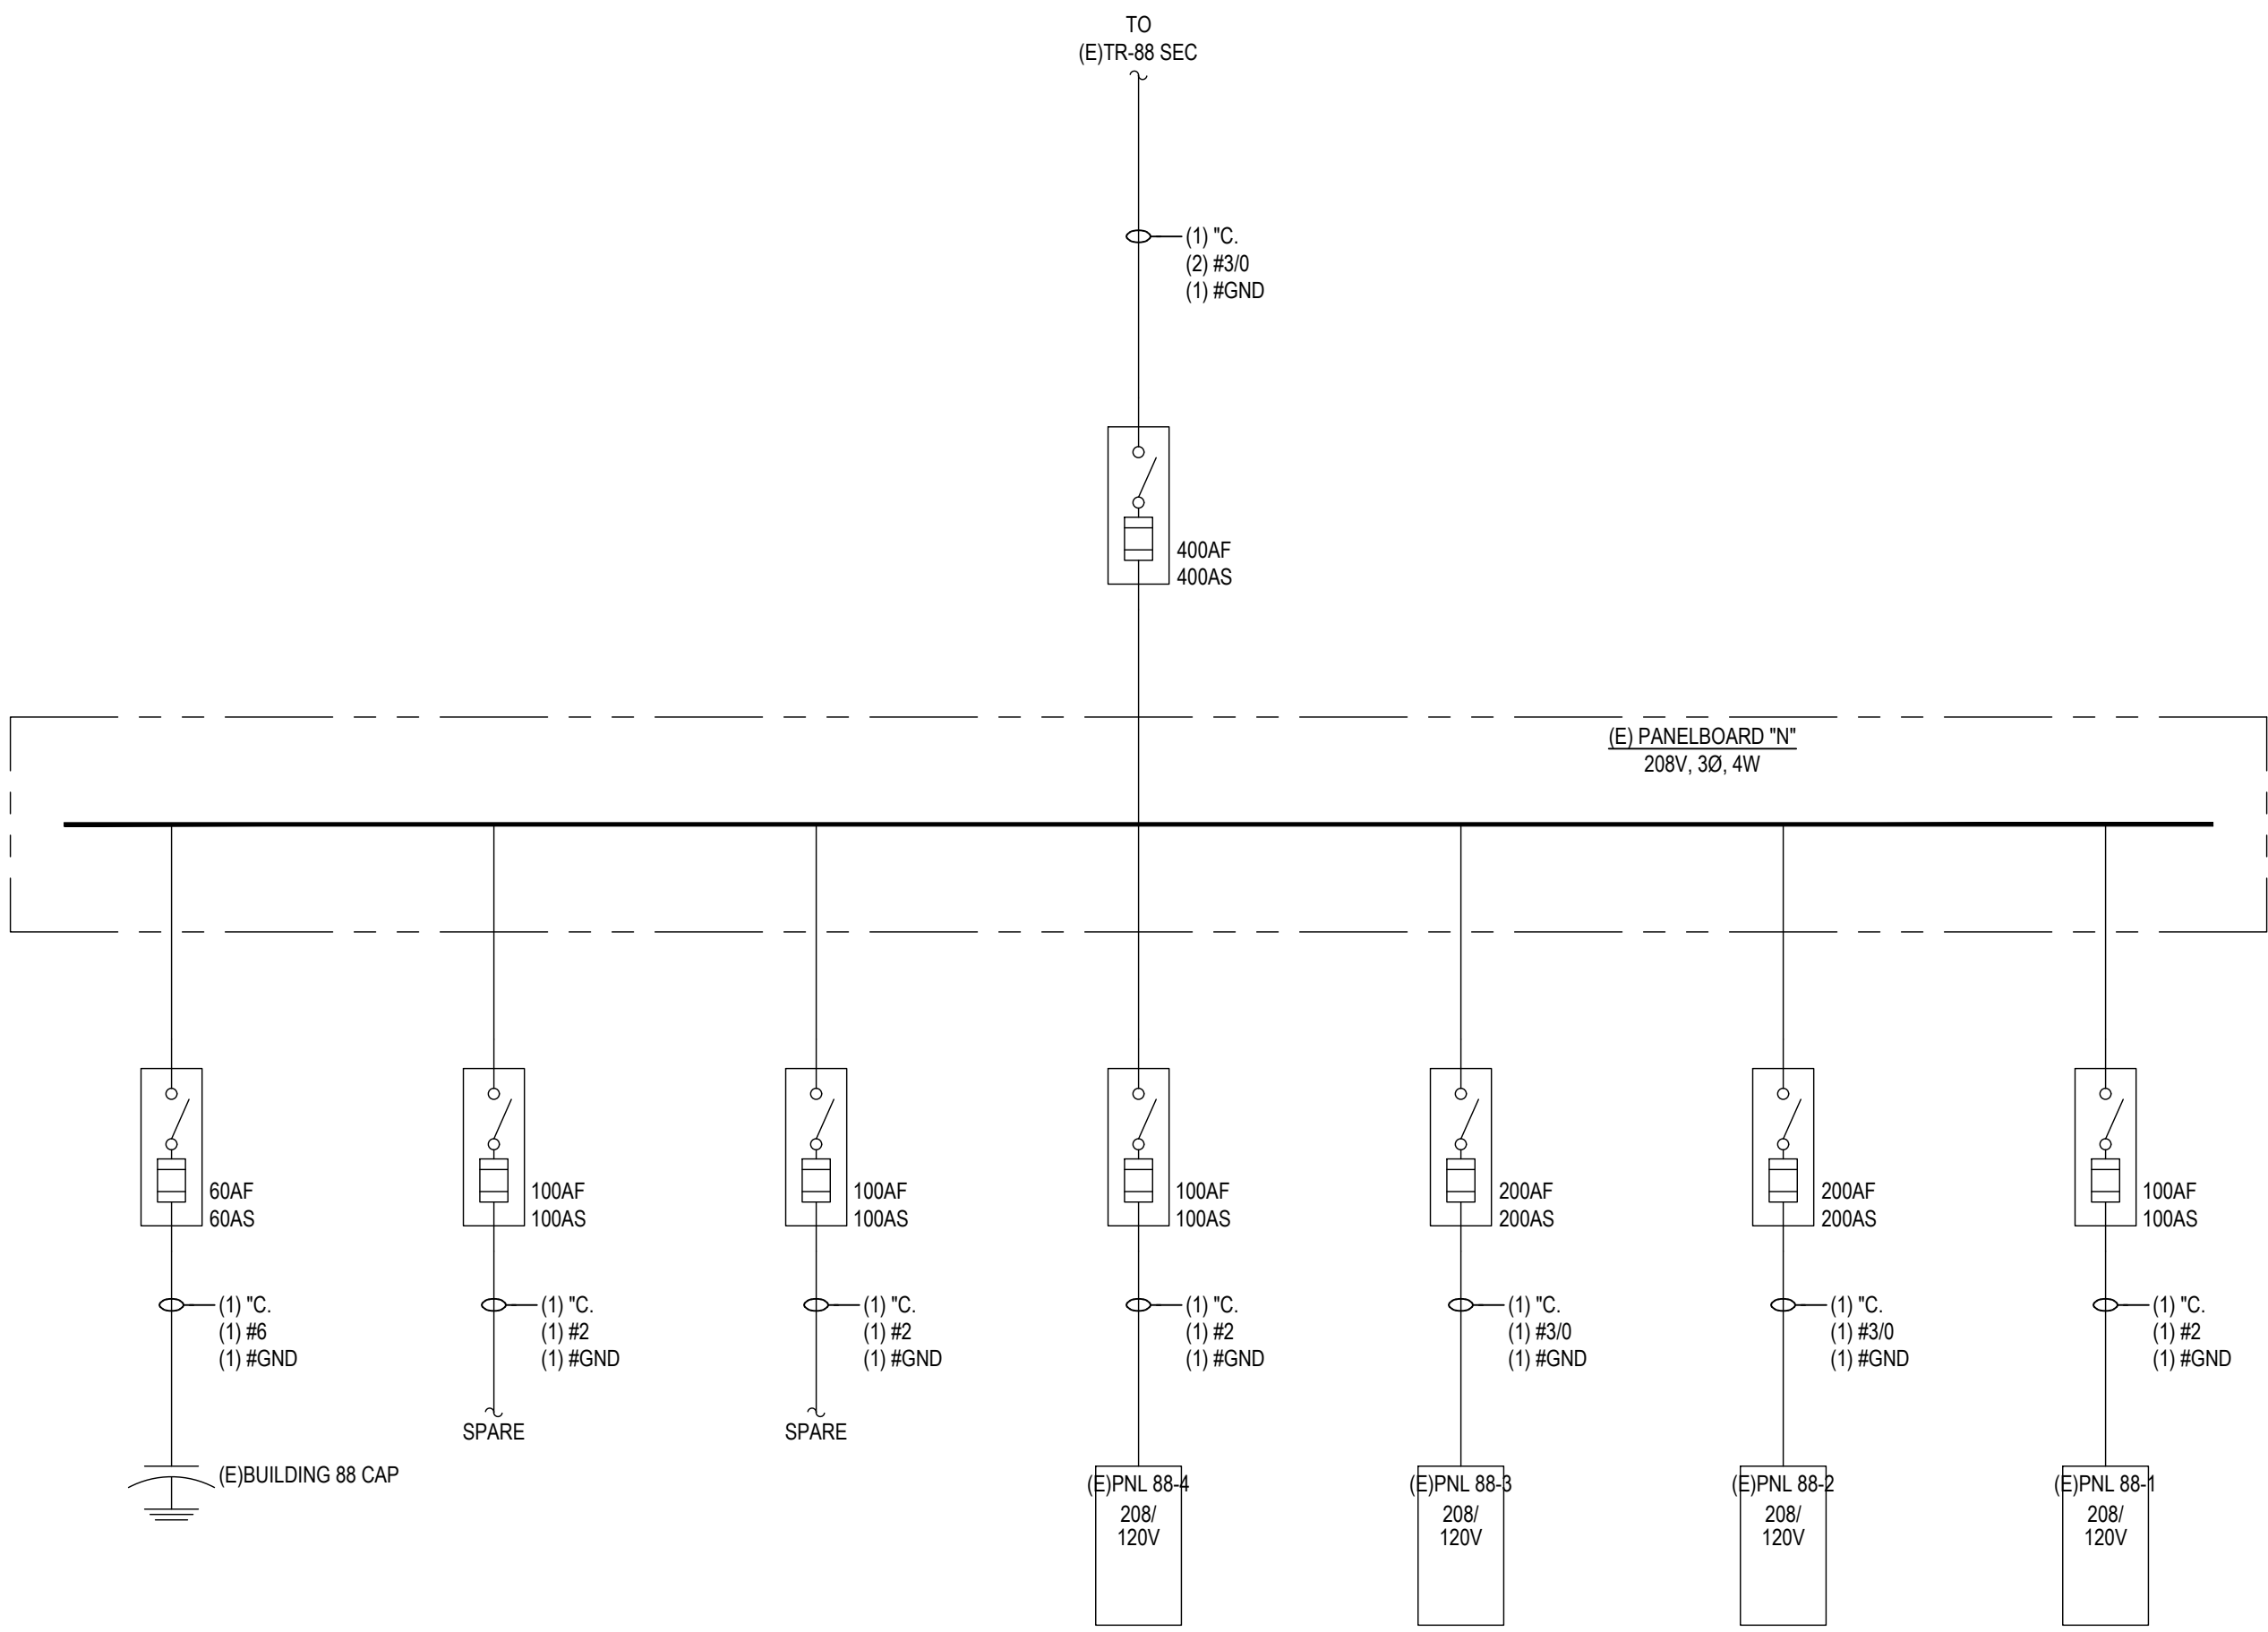 TO
(E)TR-88 SEC
(1) "C.
(2) #3/0
(1) #GND
400AF
400AS
(E) PANELBOARD "N"
208V, 3Ø, 4W
60AF
60AS
100AF
100AS
100AF
100AS
100AF
100AS
200AF
200AS
200AF
200AS
100AF
100AS
(1) "C.
(1) #6
(1) #GND
(1) "C.
(1) #2
(1) #GND
(1) "C.
(1) #2
(1) #GND
(1) "C.
(1) #2
(1) #GND
(1) "C.
(1) #3/0
(1) #GND
(1) "C.
(1) #3/0
(1) #GND
(1) "C.
(1) #2
(1) #GND
SPARE
SPARE
(E)BUILDING 88 CAP
(E)PNL 88-4
208/
120V
(E)PNL 88-3
208/
120V
(E)PNL 88-2
208/
120V
(E)PNL 88-1
208/
120V